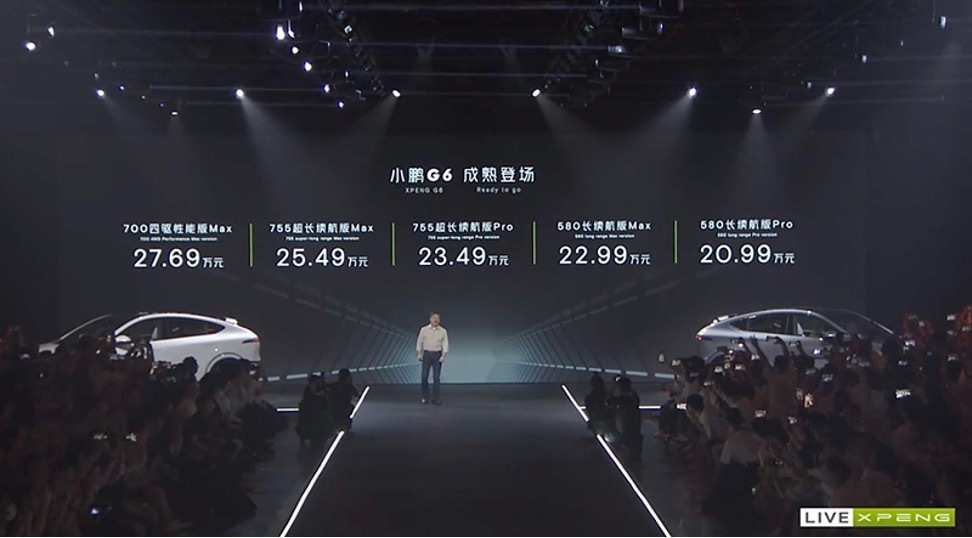 小鹏G6 成熟登场
XPENG G6 Ready to go
700四驱性能版Max
700 4WD Performance Max version
27.69万元
755超长续航版Max
755 super-long range Max version
25.49万元
755超长续航版Pro
755 super-long range Pro version
23.49万元
580长续航版Max
580 long range Max version
22.99万元
580长续航版Pro
580 long range Pro version
20.99万元
LIVE XPENG